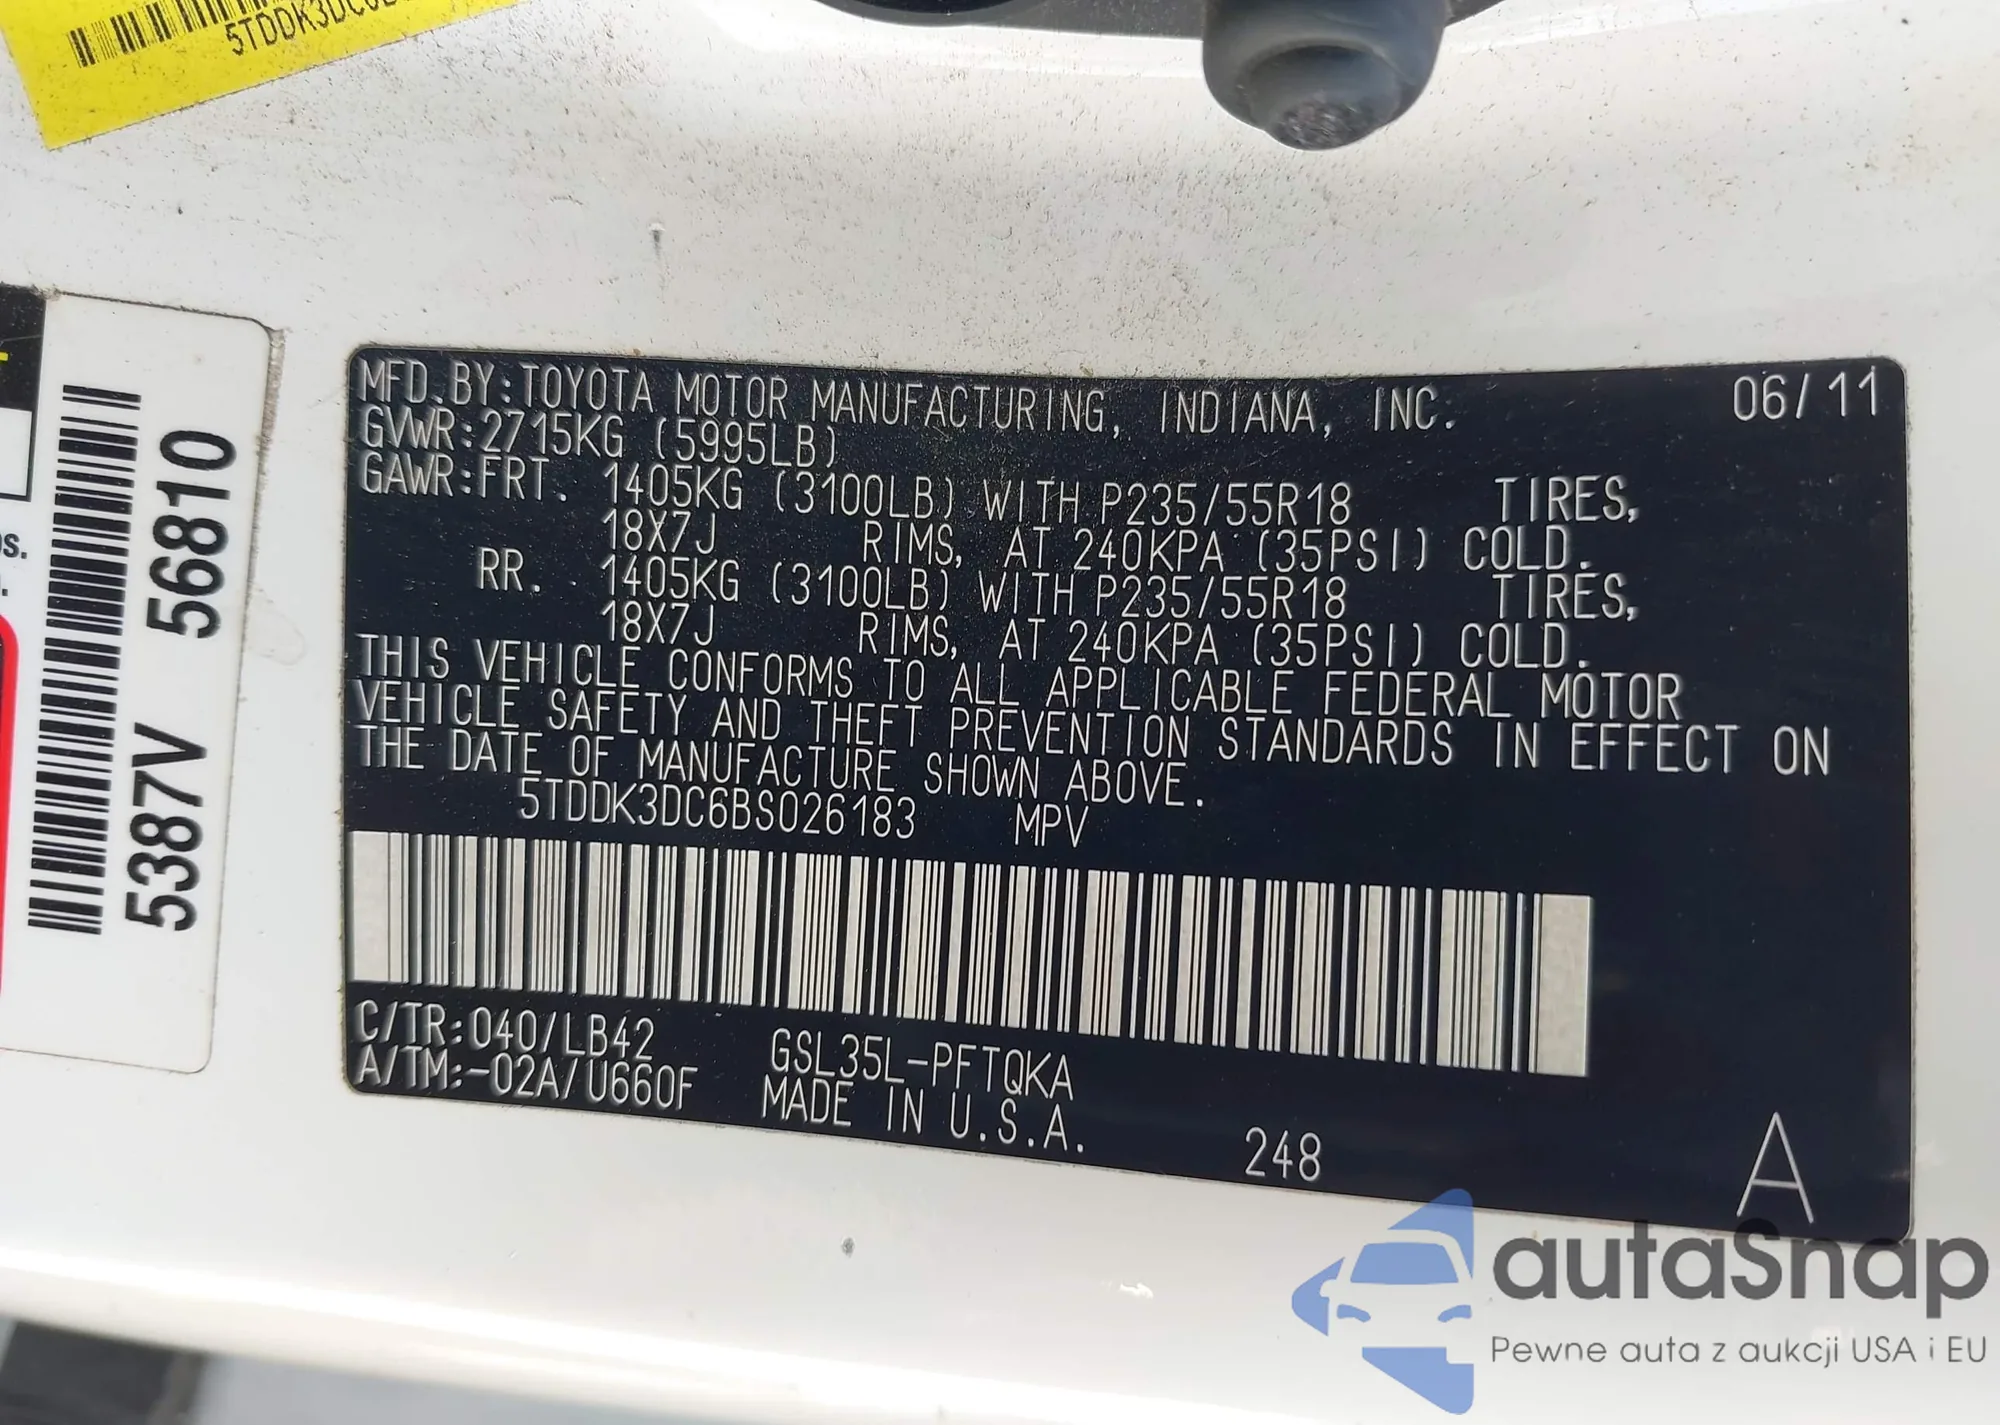 5TDDK3DC6B
MFD.BY:TOYOTA MOTOR MANUFACTURING, INDIANA, INC. 06/11
GVWR:2715KG (5995LB)
GAWR:FRT. 1405KG (3100LB) WITH P235/55R18 TIRES,
18X7J RIMS, AT 240KPA (35PSI) COLD.
RR. 1405KG (3100LB) WITH P235/55R18 TIRES,
18X7J RIMS, AT 240KPA (35PSI) COLD.
THIS VEHICLE CONFORMS TO ALL APPLICABLE FEDERAL MOTOR
VEHICLE SAFETY AND THEFT PREVENTION STANDARDS IN EFFECT ON
THE DATE OF MANUFACTURE SHOWN ABOVE.
5TDDK3DC6BS026183 MPV
C/TR:040/LB42 GSL35L-PFTQKA
A/TM:-02A/U660F MADE IN U.S.A.
248
A
5387V 56810
autaSnap
Pewne auta z aukcji USA i EU